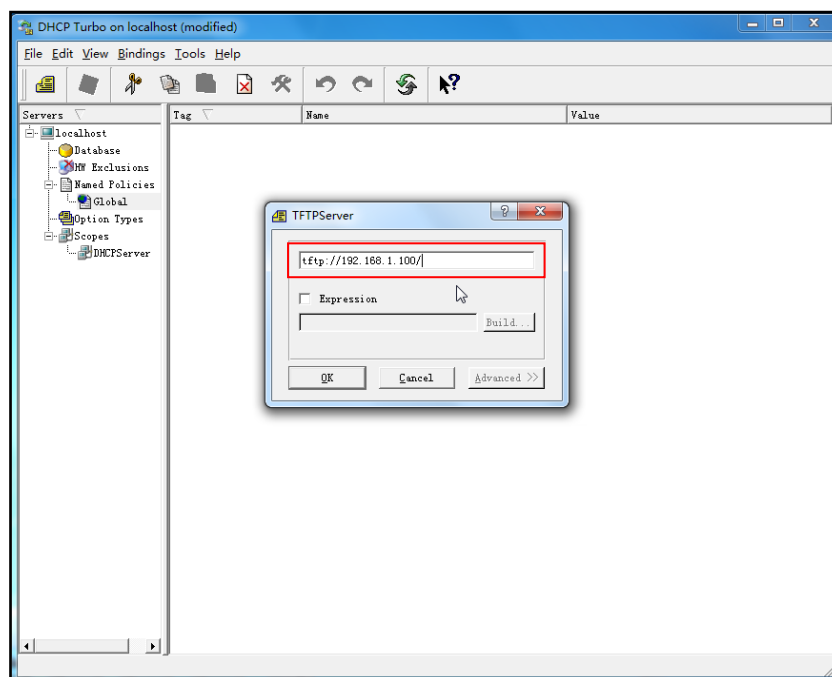 DHCP Turbo on localhost (modified)
File Edit View Bindings Tools Help
Servers Tag Name Value
localhost
Database
HW Exclusions
Named Policies
Global
Option Types
Scopes
DHCPServer
TFTPServer
tftp://192.168.1.100/
Expression
Build...
OK Cancel Advanced >>